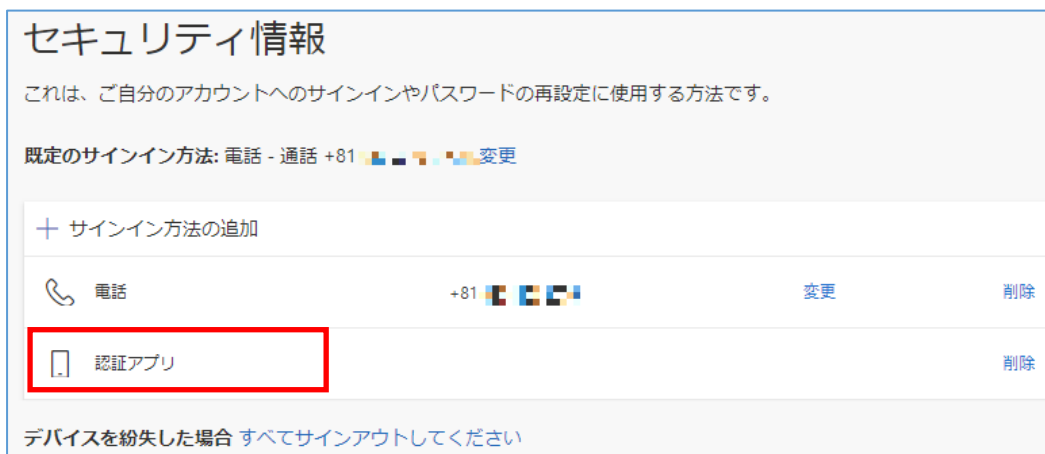 セキュリティ情報
これは、ご自分のアカウントへのサインインやパスワードの再設定に使用する方法です。
既定のサインイン方法: 電話 - 通話 +81 変更
＋ サインイン方法の追加
電話 +81 変更 削除
認証アプリ 削除
デバイスを紛失した場合 すべてサインアウトしてください